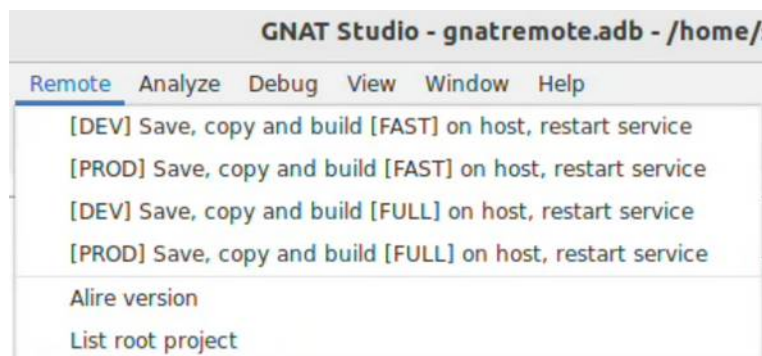 GNAT Studio - gnatremote.adb - /home/
Remote Analyze Debug View Window Help
[DEV] Save, copy and build [FAST] on host, restart service
[PROD] Save, copy and build [FAST] on host, restart service
[DEV] Save, copy and build [FULL] on host, restart service
[PROD] Save, copy and build [FULL] on host, restart service
Alire version
List root project